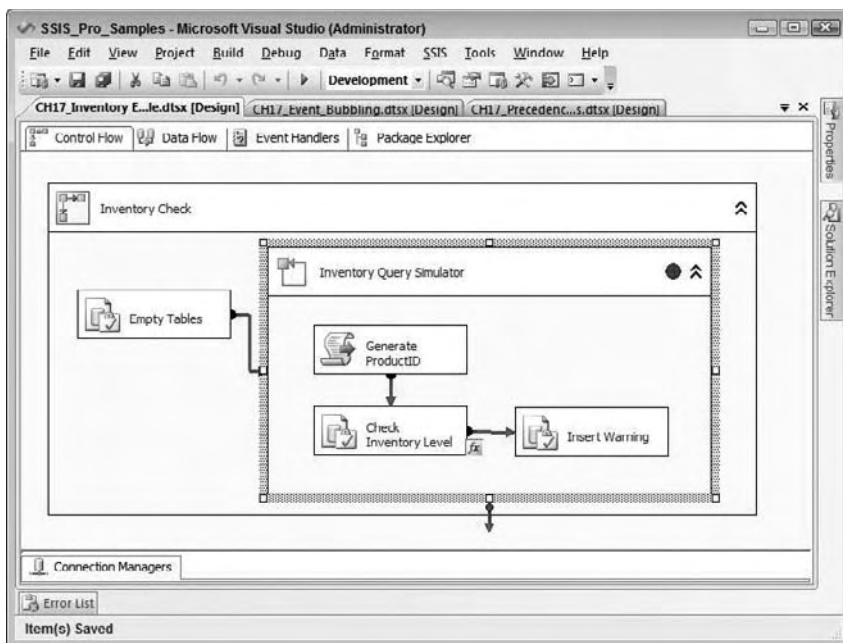 SSIS_Pro_Samples - Microsoft Visual Studio (Administrator)
File Edit View Project Build Debug Data Format SSIS Tools Window Help
Development
CH17_Inventory E...le.dtsx [Design] CH17_Event_Bubbling.dtsx [Design] CH17_Precedenc...s.dtsx [Design]
Control Flow Data Flow Event Handlers Package Explorer
Properties
Solution Explorer
Inventory Check
Inventory Query Simulator
Empty Tables
Generate
ProductID
Check
Inventory Level
fx
Insert Warning
Connection Managers
Error List
Item(s) Saved